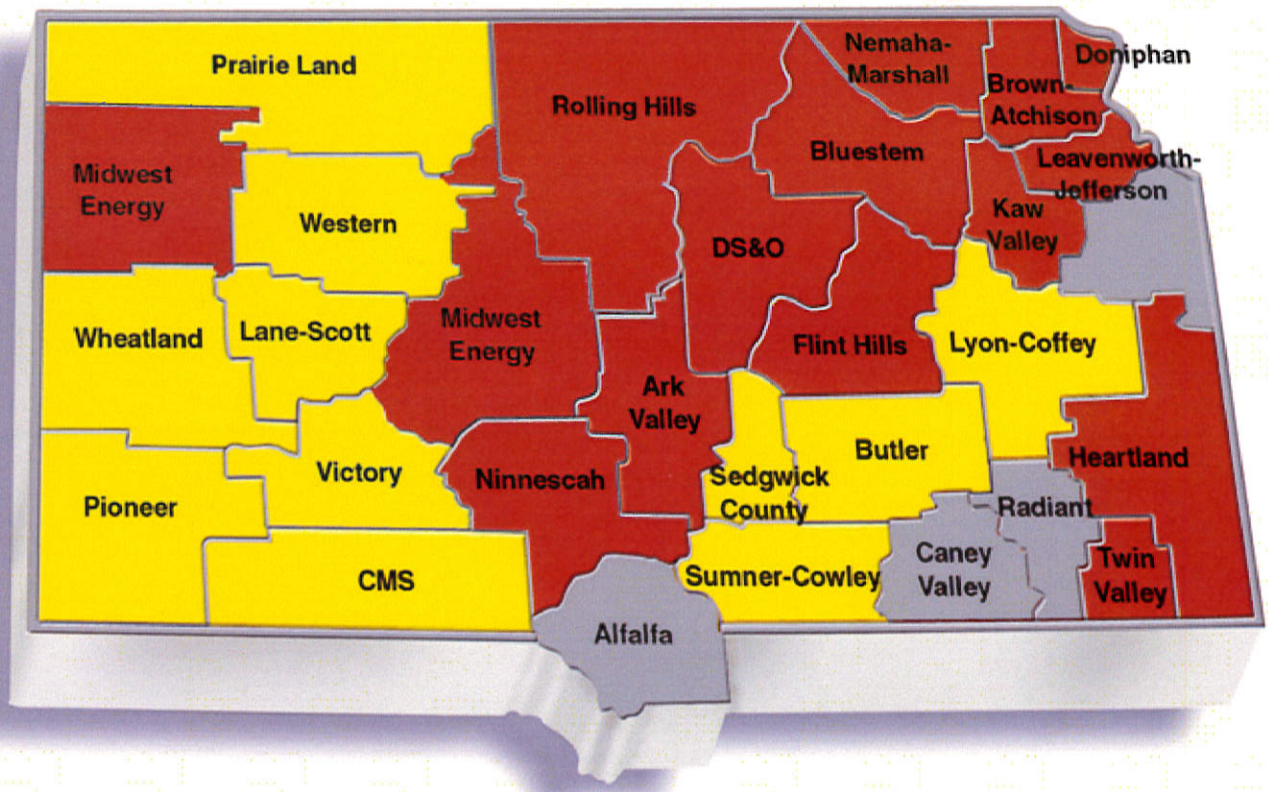 Prairie Land
Rolling Hills
Nemaha-
Marshall
Doniphan
Brown-
Atchison
Midwest
Energy
Bluestem
Leavenworth-
Jefferson
Western
Kaw
Valley
DS&O
Wheatland
Lane-Scott
Midwest
Energy
Flint Hills
Lyon-Coffey
Ark
Valley
Victory
Ninnescah
Butler
Heartland
Sedgwick
County
Pioneer
Radiant
CMS
Sumner-Cowley
Caney
Valley
Twin
Valley
Alfalfa